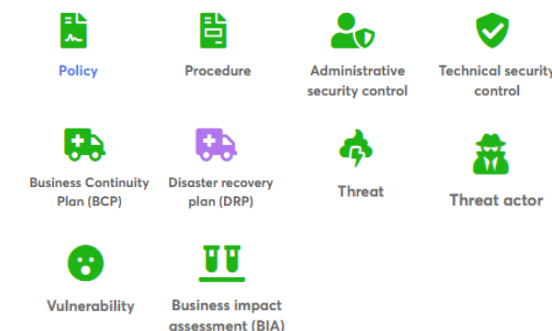 Policy
Procedure
Administrative
security control
Technical security
control
Business Continuity
Plan (BCP)
Disaster recovery
plan (DRP)
Threat
Threat actor
Vulnerability
Business impact
assessment (BIA)